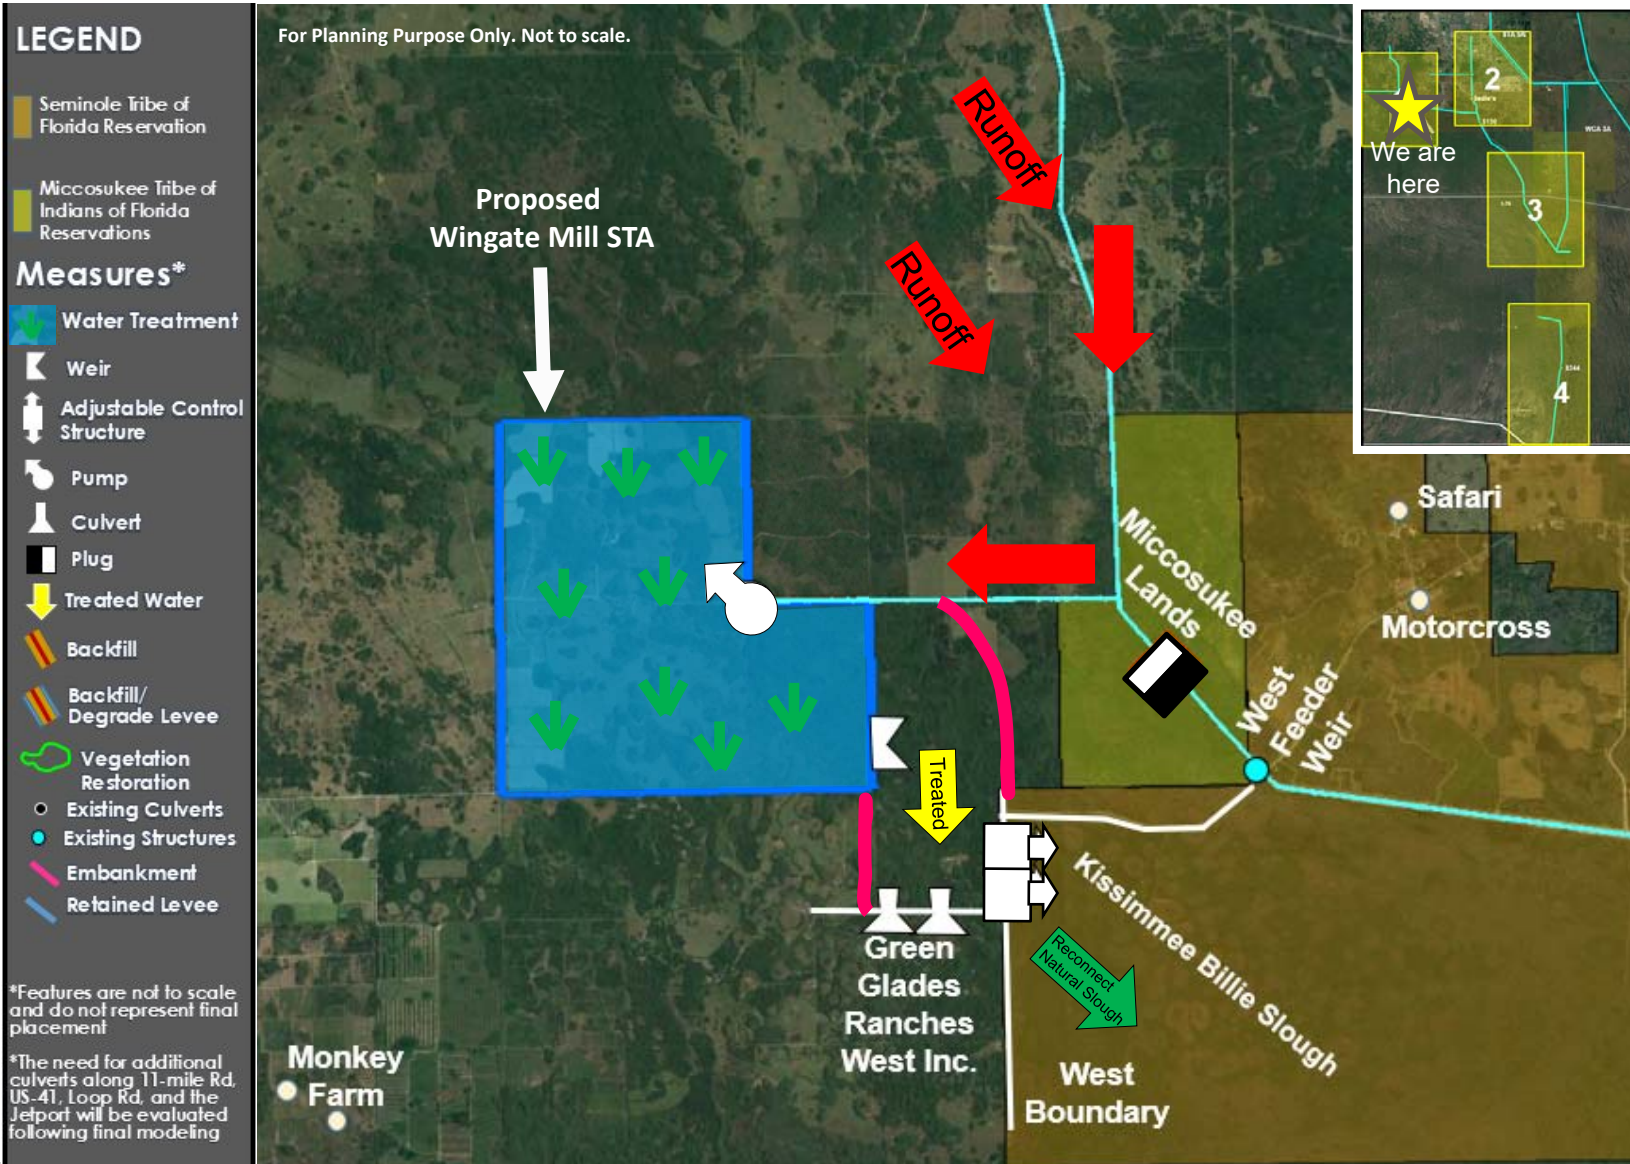 LEGEND
Seminole Tribe of
Florida Reservation
Miccosukee Tribe of
Indians of Florida
Reservations
Measures*
Water Treatment
Weir
Adjustable Control
Structure
Pump
Culvert
Plug
Treated Water
Backfill
Backfill/
Degrade Levee
Vegetation
Restoration
Existing Culverts
Existing Structures
Embankment
Retained Levee
*Features are not to scale
and do not represent final
placement
*The need for additional
culverts along 11-mile Rd,
US-41, Loop Rd, and the
Jetport will be evaluated
following final modeling
For Planning Purpose Only. Not to scale.
Proposed
Wingate Mill STA
Runoff
Runoff
Miccosukee
Lands
West
Feeder
Weir
Safari
Motorcross
Treated
Kissimmee Billie Slough
Reconnect
Natural Slough
Green
Glades
Ranches
West Inc.
West
Boundary
Monkey
Farm
2
WCA 3A
We are
here
3
4